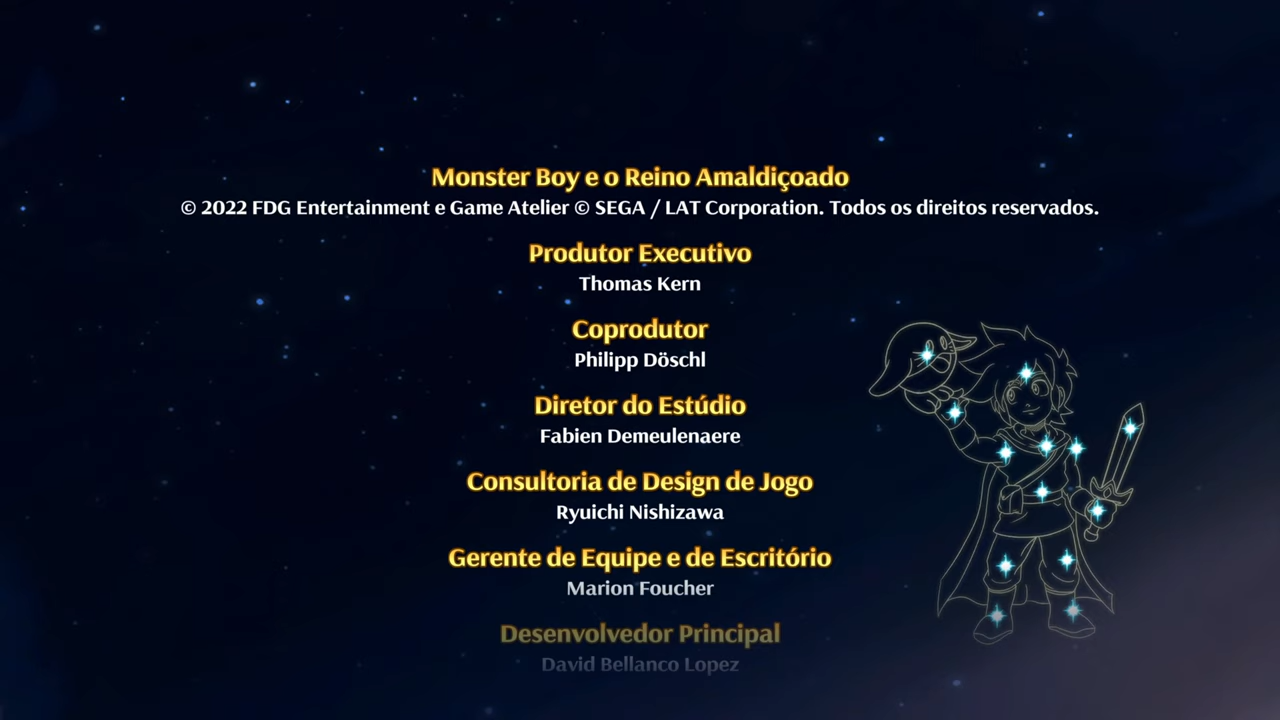 Monster Boy e o Reino Amaldiçoado
© 2022 FDG Entertainment e Game Atelier © SEGA / LAT Corporation. Todos os direitos reservados.
Produtor Executivo
Thomas Kern
Coprodutor
Philipp Döschl
Diretor do Estúdio
Fabien Demeulenaere
Consultoria de Design de Jogo
Ryuichi Nishizawa
Gerente de Equipe e de Escritório
Marion Foucher
Desenvolvedor Principal
David Bellanco Lopez